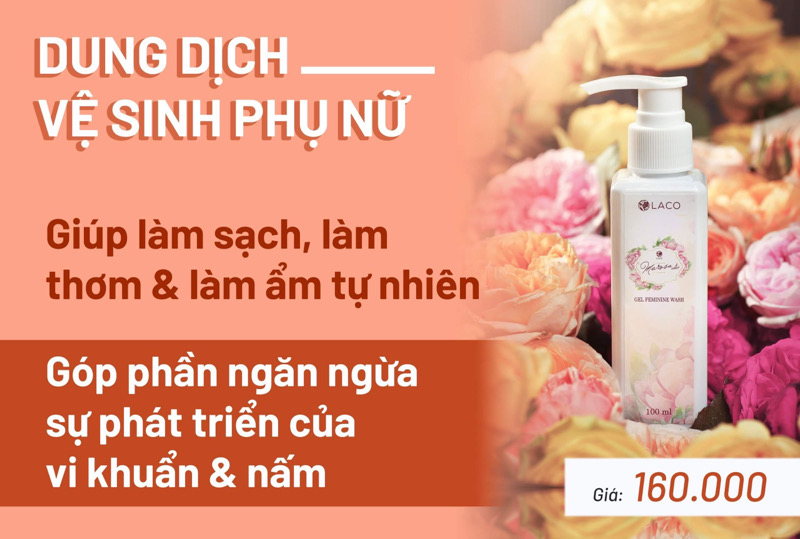 DUNG DỊCH
VỆ SINH PHỤ NỮ
Giúp làm sạch, làm
thơm & làm ẩm tự nhiên
Góp phần ngăn ngừa
sự phát triển của
vi khuẩn & nấm
LACO
GEL FEMININE WASH
100 ml
Giá: 160.000